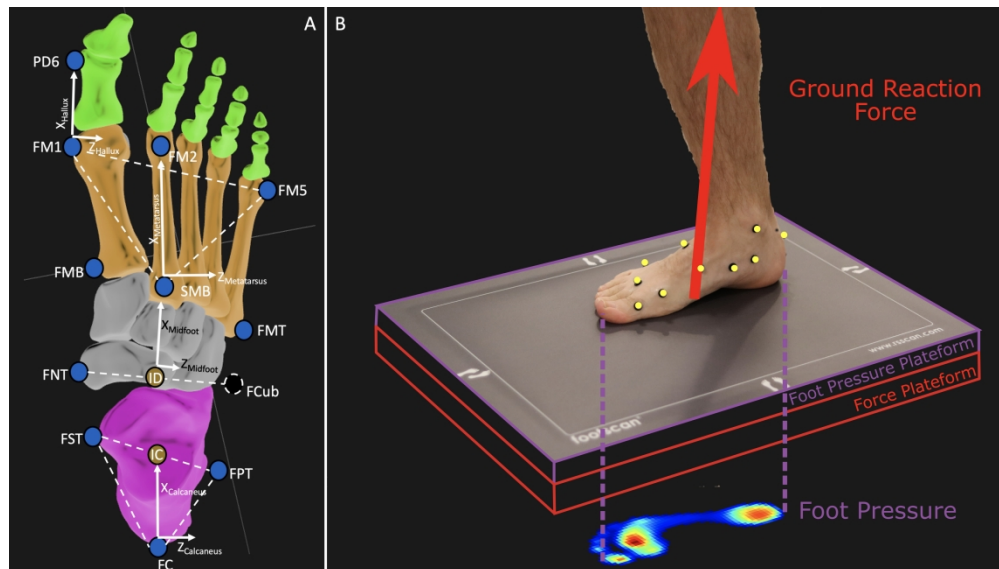 A
PD6
XHallux
ZHallux
FM1
FM2
FM5
XMetatarsus
ZMetatarsus
FMB
SMB
FMT
XMidfoot
ZMidfoot
FNT
ID
FCub
FST
IC
FPT
XCalcaneus
ZCalcaneus
FC
B
Ground Reaction
Force
www.rsscan.com
footscan
Foot Pressure Plateform
Force Plateform
Foot Pressure